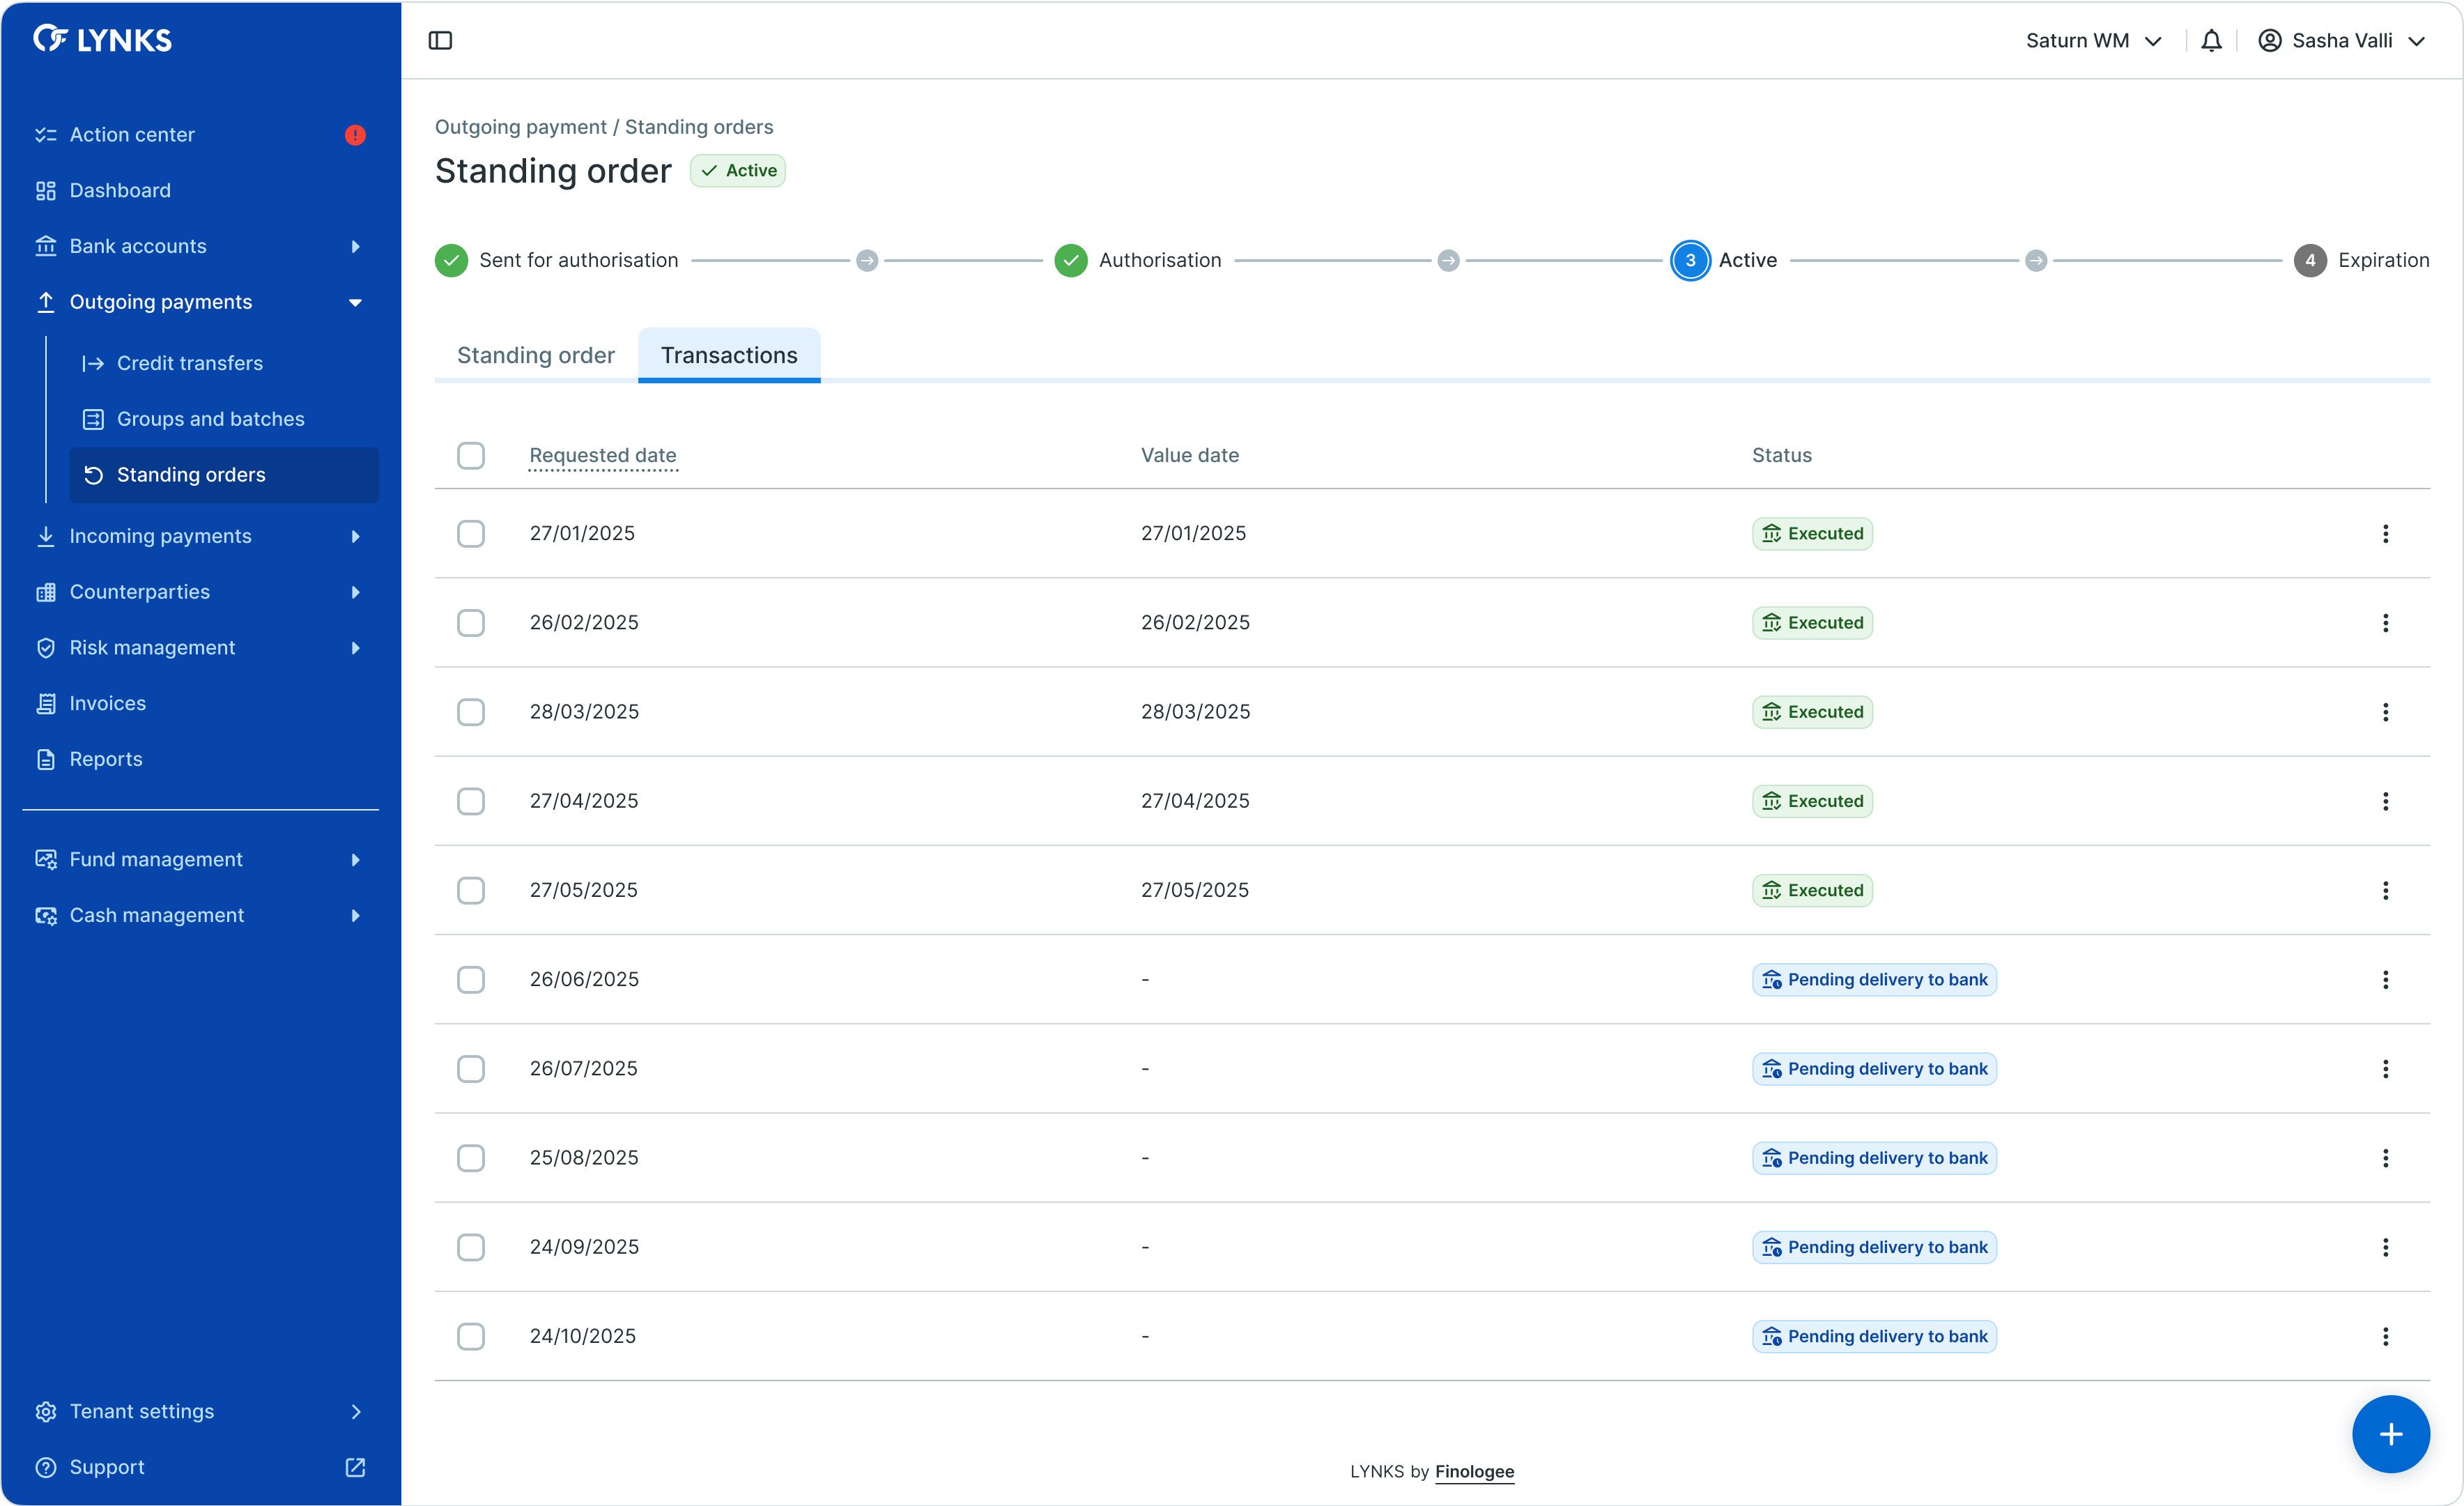 LYNKS
Saturn WM
Sasha Valli
Action center
Dashboard
Bank accounts
Outgoing payments
Credit transfers
Groups and batches
Standing orders
Incoming payments
Counterparties
Risk management
Invoices
Reports
Fund management
Cash management
Tenant settings
Support
Outgoing payment / Standing orders
Standing order Active
Sent for authorisation Authorisation 3 Active 4 Expiration
Standing order Transactions
Requested date Value date Status
27/01/2025 27/01/2025 Executed
26/02/2025 26/02/2025 Executed
28/03/2025 28/03/2025 Executed
27/04/2025 27/04/2025 Executed
27/05/2025 27/05/2025 Executed
26/06/2025 - Pending delivery to bank
26/07/2025 - Pending delivery to bank
25/08/2025 - Pending delivery to bank
24/09/2025 - Pending delivery to bank
24/10/2025 - Pending delivery to bank
LYNKS by Finologee